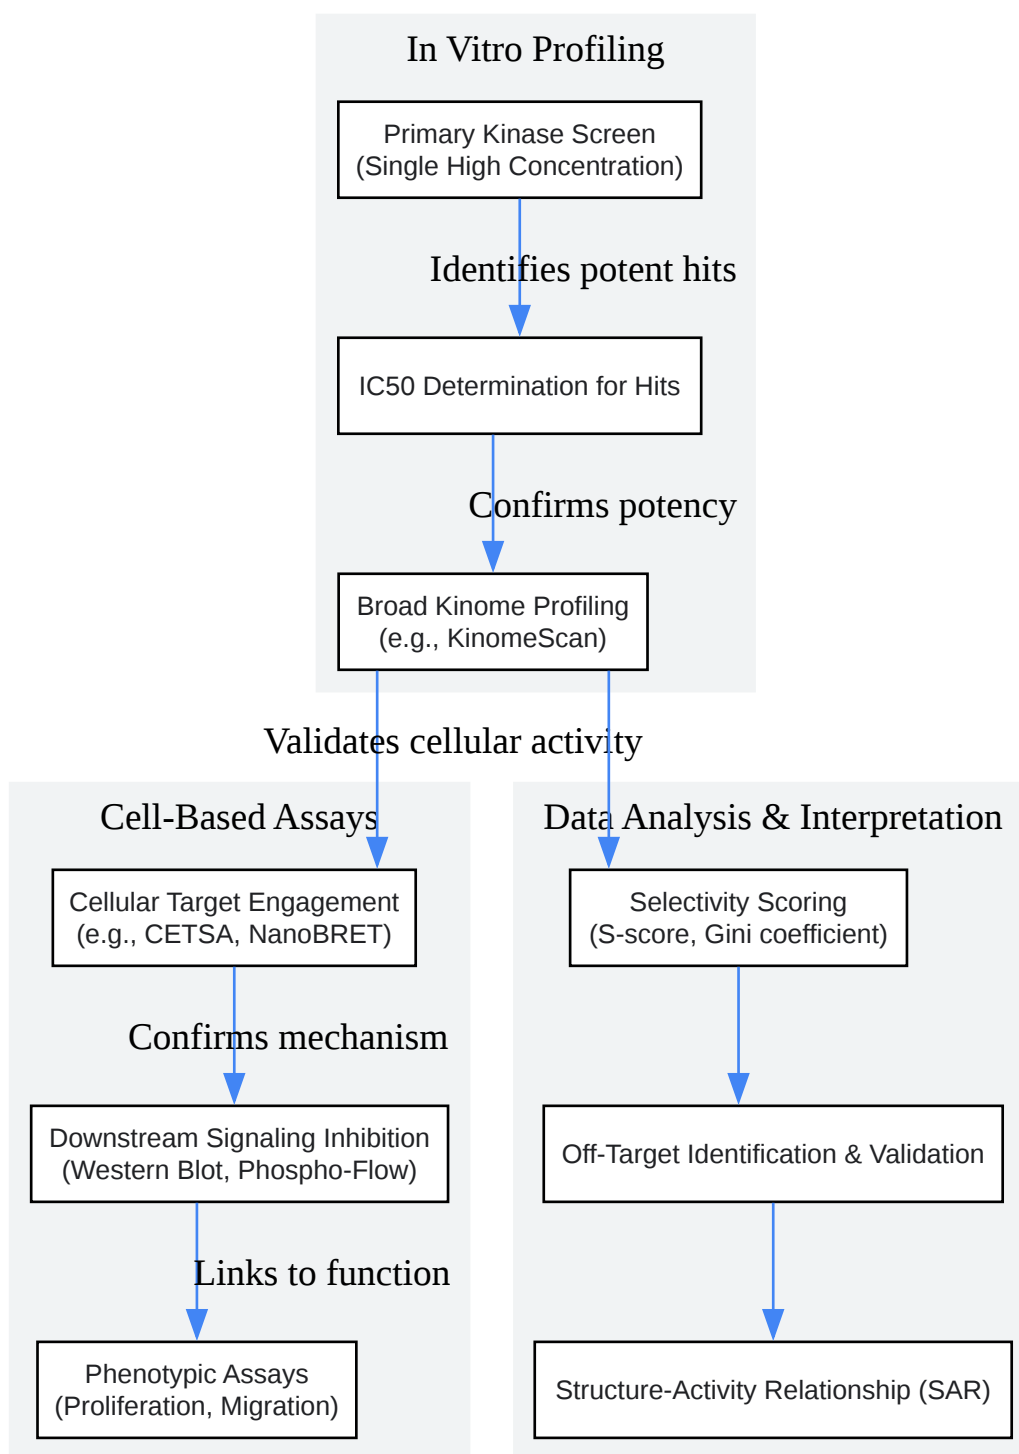 In Vitro Profiling
Primary Kinase Screen
(Single High Concentration)
Identifies potent hits
IC50 Determination for Hits
Confirms potency
Broad Kinome Profiling
(e.g., KinomeScan)
Validates cellular activity
Cell-Based Assays
Cellular Target Engagement
(e.g., CETSA, NanoBRET)
Confirms mechanism
Downstream Signaling Inhibition
(Western Blot, Phospho-Flow)
Links to function
Phenotypic Assays
(Proliferation, Migration)
Data Analysis & Interpretation
Selectivity Scoring
(S-score, Gini coefficient)
Off-Target Identification & Validation
Structure-Activity Relationship (SAR)